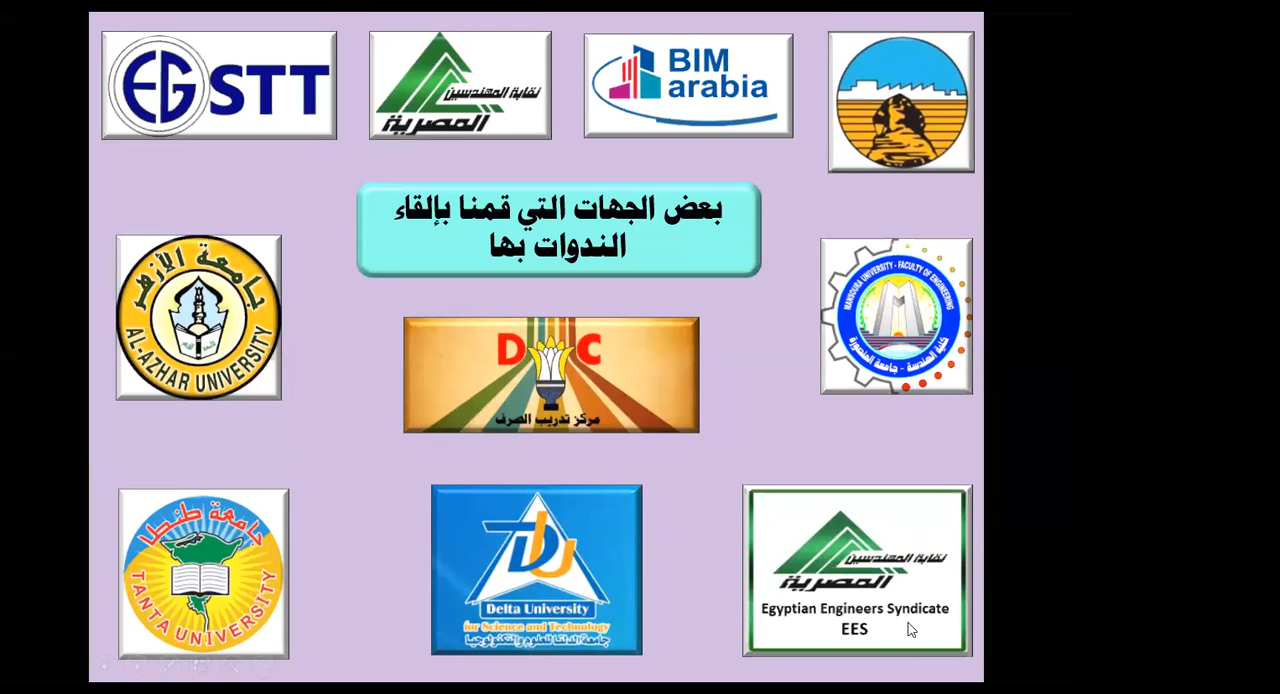 EGSTT
نقابة المهندسين
المصرية
BIM
arabia
بعض الجهات التي قمنا بإلقاء
الندوات بها
جامعة الأزهر
AL-AZHAR UNIVERSITY
D C
مركز تدريب الصرف
MANSOURA UNIVERSITY - FACULTY OF ENGINEERING
كلية الهندسة - جامعة المنصورة
جامعة طنطا
TANTA UNIVERSITY
DU
Delta University
for Science and Technology
جامعة الدلتا للعلوم والتكنولوجيا
نقابة المهندسين
المصرية
Egyptian Engineers Syndicate
EES